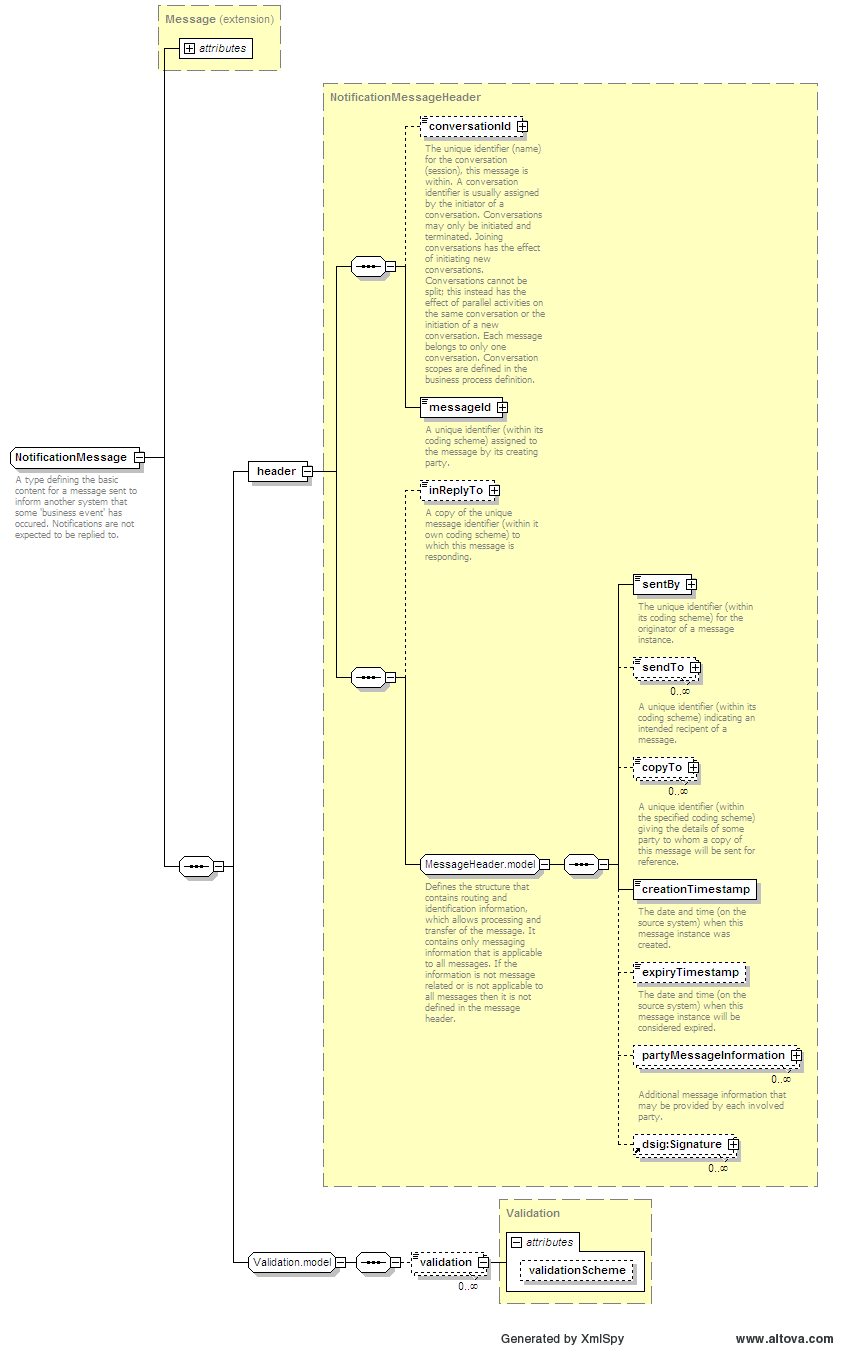 Message (extension)
attributes
NotificationMessageHeader
conversationId
The unique identifier (name)
for the conversation
(session), this message is
within. A conversation
identifier is usually assigned
by the initiator of a
conversation. Conversations
may only be initiated and
terminated. Joining
conversations has the effect
of initiating new
conversations.
Conversations cannot be
split; this instead has the
effect of parallel activities on
the same conversation or the
initiation of a new
conversation. Each message
belongs to only one
conversation. Conversation
scopes are defined in the
business process definition.
messageId
A unique identifier (within its
coding scheme) assigned to
the message by its creating
party.
NotificationMessage
A type defining the basic
content for a message sent to
inform another system that
some 'business event' has
occured. Notifications are not
expected to be replied to.
header
inReplyTo
A copy of the unique
message identifier (within it
own coding scheme) to
which this message is
responding.
sentBy
The unique identifier (within
its coding scheme) for the
originator of a message
instance.
sendTo
0..∞
A unique identifier (within its
coding scheme) indicating an
intended recipent of a
message.
copyTo
0..∞
A unique identifier (within
the specified coding scheme)
giving the details of some
party to whom a copy of
this message will be sent for
reference.
MessageHeader.model
Defines the structure that
contains routing and
identification information,
which allows processing and
transfer of the message. It
contains only messaging
information that is applicable
to all messages. If the
information is not message
related or is not applicable to
all messages then it is not
defined in the message
header.
creationTimestamp
The date and time (on the
source system) when this
message instance was
created.
expiryTimestamp
The date and time (on the
source system) when this
message instance will be
considered expired.
partyMessageInformation
0..∞
Additional message information that
may be provided by each involved
party.
dsig:Signature
0..∞
Validation.model
validation
0..∞
Validation
attributes
validationScheme
Generated by XmlSpy
www.altova.com